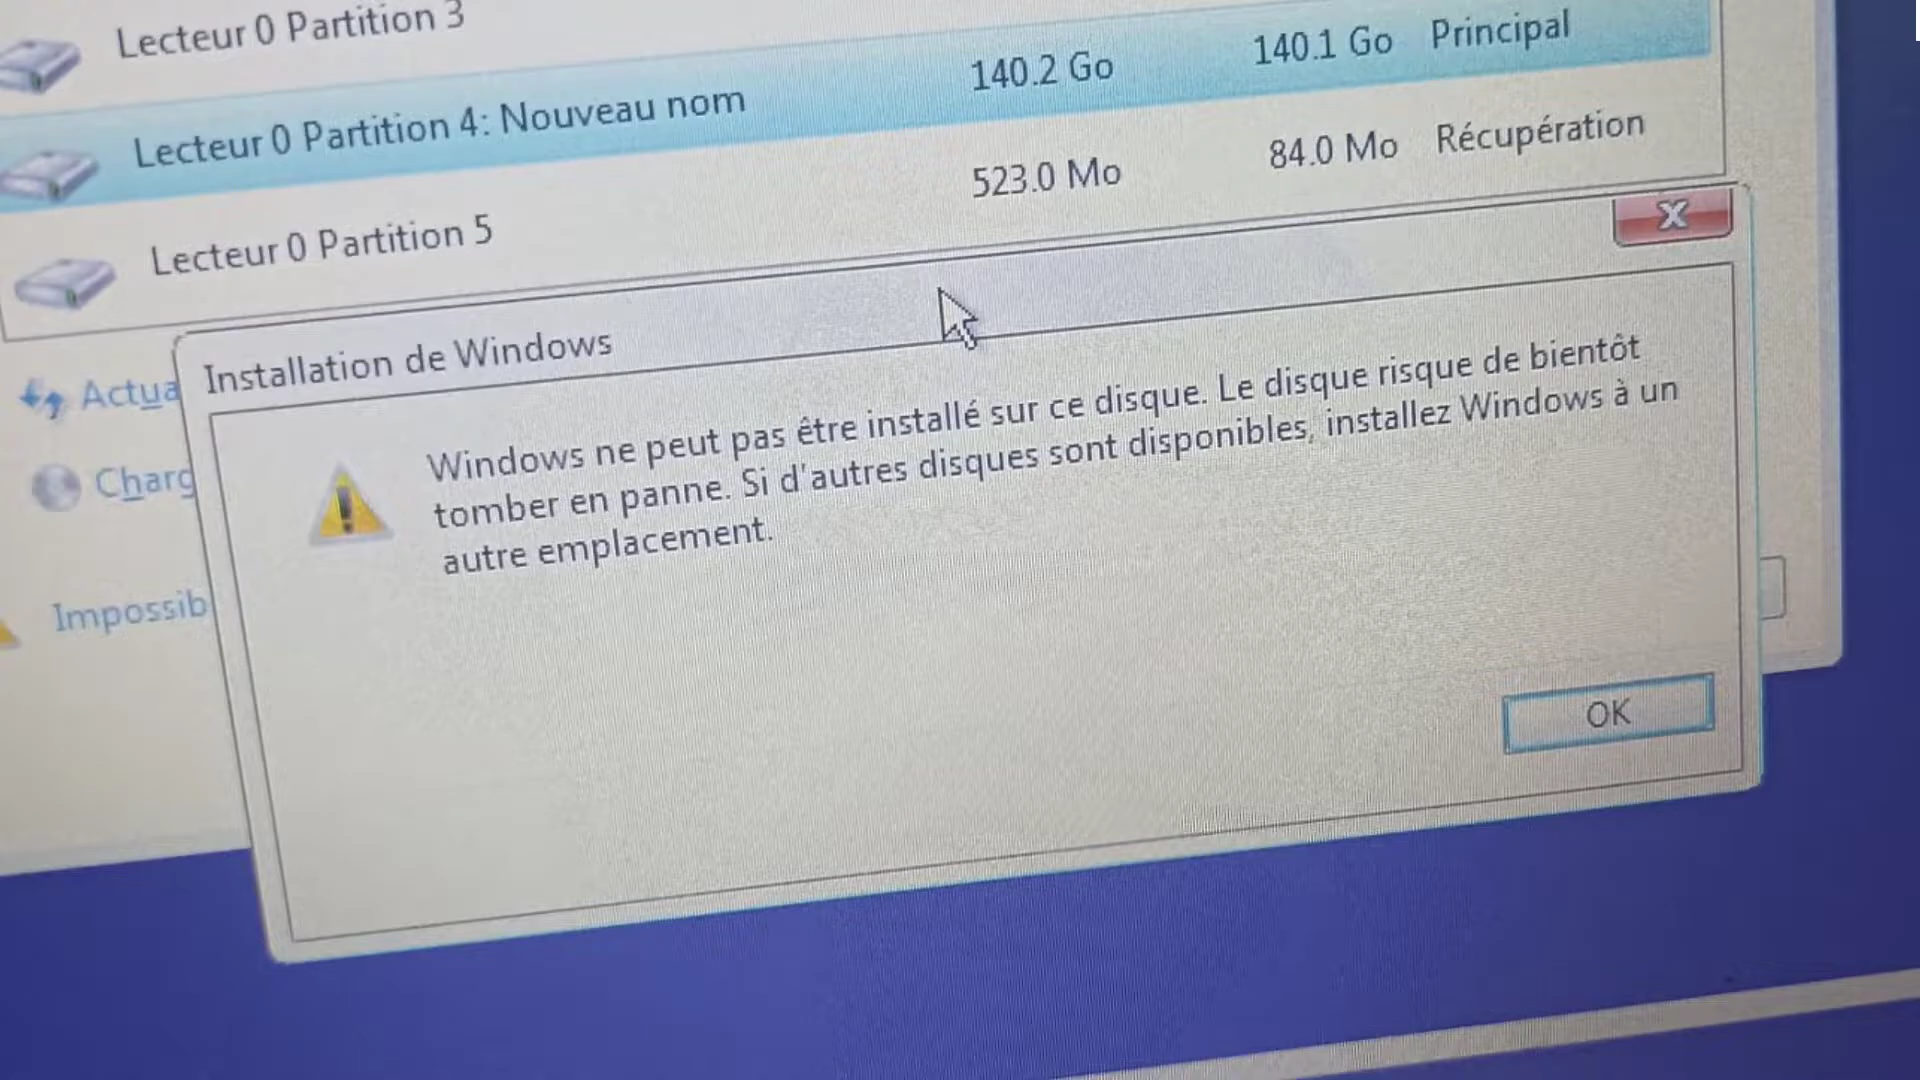 Lecteur 0 Partition 3
Lecteur 0 Partition 4: Nouveau nom 140.2 Go 140.1 Go Principal
Lecteur 0 Partition 5 523.0 Mo 84.0 Mo Récupération
Actua
Charg
Impossib
Installation de Windows
Windows ne peut pas être installé sur ce disque. Le disque risque de bientôt
tomber en panne. Si d'autres disques sont disponibles, installez Windows à un
autre emplacement.
OK